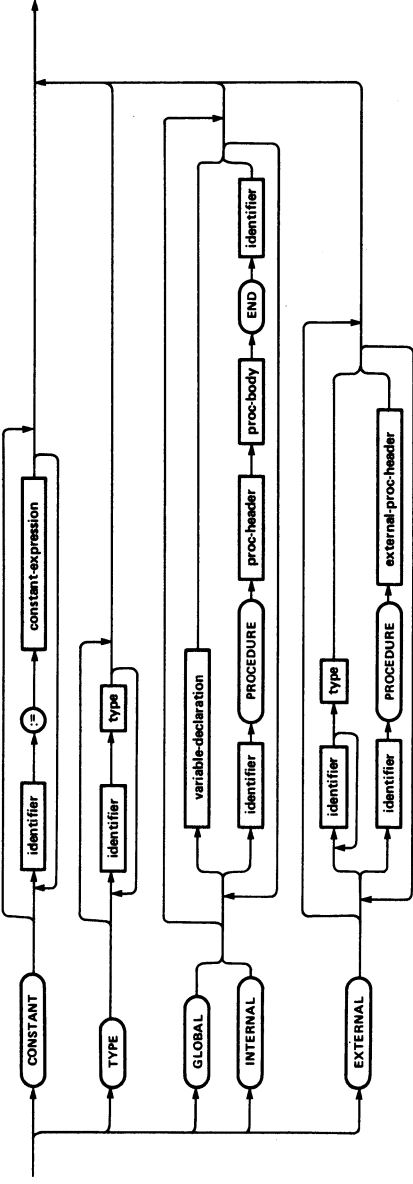 CONSTANT
identifier
:=
constant-expression
TYPE
identifier
type
GLOBAL
INTERNAL
variable-declaration
identifier
PROCEDURE
proc-header
proc-body
END
identifier
EXTERNAL
identifier
type
identifier
PROCEDURE
external-proc-header